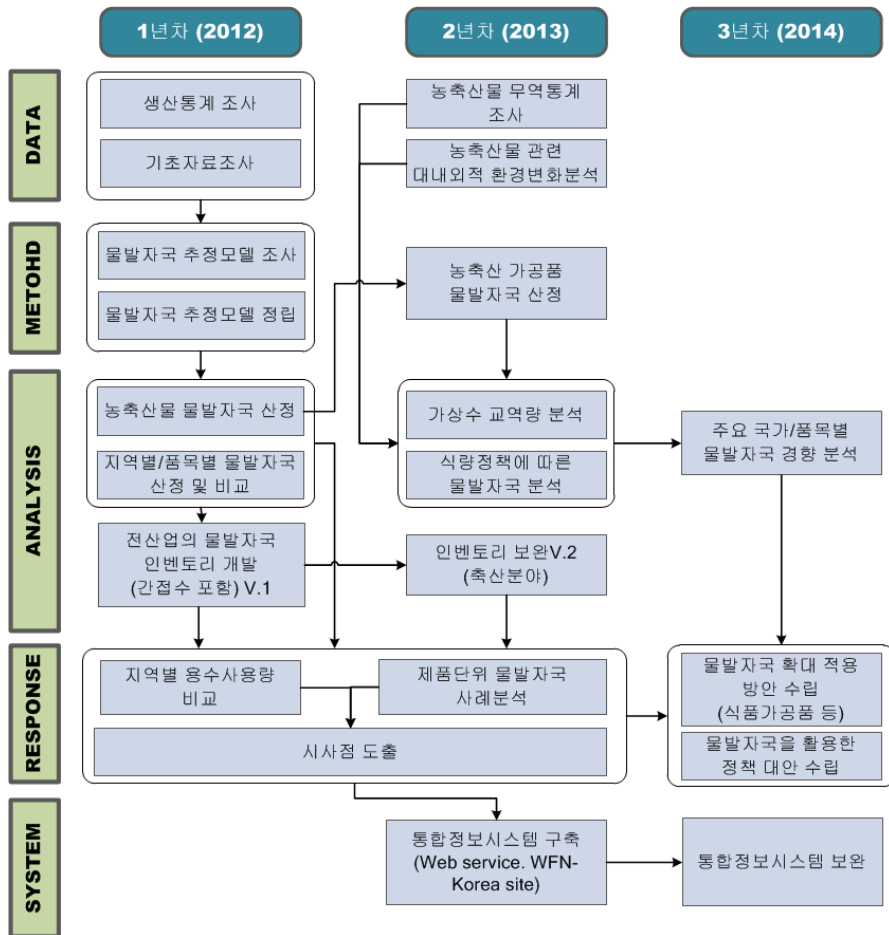 1년차 (2012)
2년차 (2013)
3년차 (2014)
DATA
생산통계 조사
기초자료조사
농축산물 무역통계
조사
농축산물 관련
대내외적 환경변화분석
METOHD
물발자국 추정모델 조사
물발자국 추정모델 정립
농축산 가공품
물발자국 산정
ANALYSIS
농축산물 물발자국 산정
지역별/품목별 물발자국
산정 및 비교
가상수 교역량 분석
식량정책에 따른
물발자국 분석
주요 국가/품목별
물발자국 경향 분석
전산업의 물발자국
인벤토리 개발
(간접수 포함) V.1
인벤토리 보완V.2
(축산분야)
RESPONSE
지역별 용수사용량
비교
제품단위 물발자국
사례분석
시사점 도출
물발자국 확대 적용
방안 수립
(식품가공품 등)
물발자국을 활용한
정책 대안 수립
SYSTEM
통합정보시스템 구축
(Web service. WFN-
Korea site)
통합정보시스템 보완